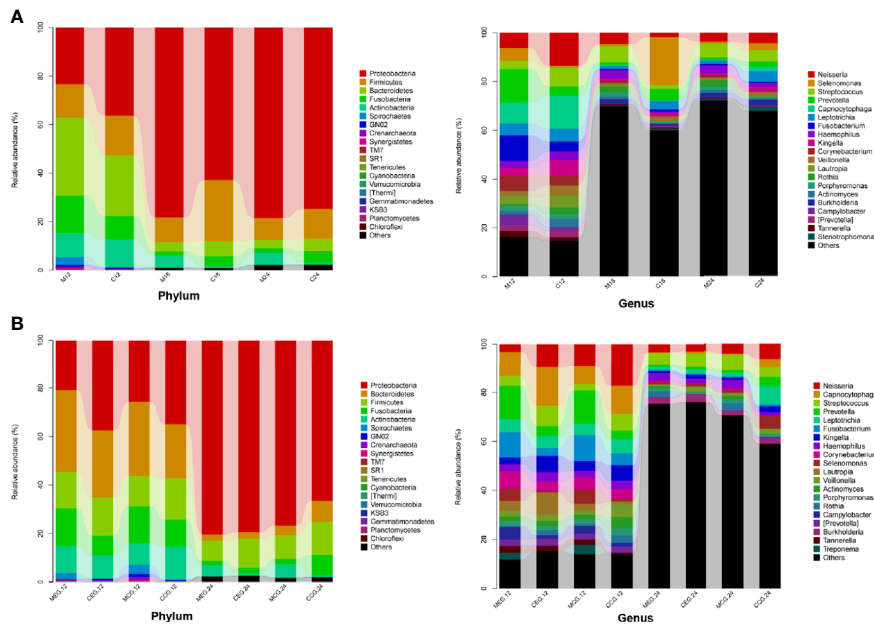 A
100
80
60
40
20
0
Relative abundance (%)
M12
C12
M18
C18
M24
C24
Phylum
Proteobacteria
Firmicutes
Bacteroidetes
Fusobacteria
Actinobacteria
Spirochaetes
GN02
Crenarchaeota
Synergistetes
TM7
SR1
Tenericutes
Cyanobacteria
Verrucomicrobia
[Thermi]
Gemmatimonadetes
KSB3
Planctomycetes
Chloroflexi
Others
100
80
60
40
20
0
Relative abundance (%)
M12
C12
M18
C18
M24
C24
Genus
Neisseria
Selenomonas
Streptococcus
Prevotella
Capnocytophaga
Leptotrichia
Fusobacterium
Haemophilus
Kingella
Corynebacterium
Veillonella
Lautropia
Rothia
Porphyromonas
Actinomyces
Burkholderia
Campylobacter
[Prevotella]
Tannerella
Stenotrophomona
Others
B
100
80
60
40
20
0
Relative abundance (%)
MEG.12
CEG.12
MCG.12
CCG.12
MEG.24
CEG.24
MCG.24
CCG.24
Phylum
Proteobacteria
Bacteroidetes
Firmicutes
Fusobacteria
Actinobacteria
Spirochaetes
GN02
Crenarchaeota
Synergistetes
TM7
SR1
Tenericutes
Cyanobacteria
[Thermi]
Verrucomicrobia
KSB3
Gemmatimonadetes
Planctomycetes
Chloroflexi
Others
100
80
60
40
20
0
Relative abundance (%)
MEG.12
CEG.12
MCG.12
CCG.12
MEG.24
CEG.24
MCG.24
CCG.24
Genus
Neisseria
Capnocytophag
Streptococcus
Prevotella
Leptotrichia
Fusobacterium
Kingella
Haemophilus
Corynebacterium
Selenomonas
Lautropia
Veillonella
Actinomyces
Porphyromonas
Rothia
Campylobacter
[Prevotella]
Burkholderia
Tannerella
Treponema
Others